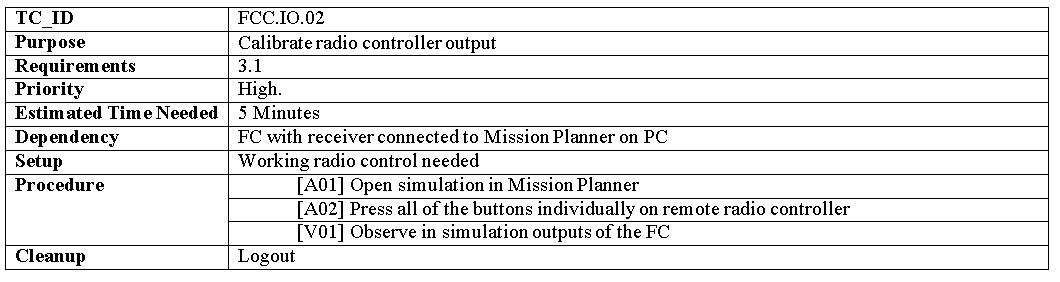 TC_ID FCC.IO.02
Purpose Calibrate radio controller output
Requirements 3.1
Priority High.
Estimated Time Needed 5 Minutes
Dependency FC with receiver connected to Mission Planner on PC
Setup Working radio control needed
Procedure [A01] Open simulation in Mission Planner
[A02] Press all of the buttons individually on remote radio controller
[V01] Observe in simulation outputs of the FC
Cleanup Logout